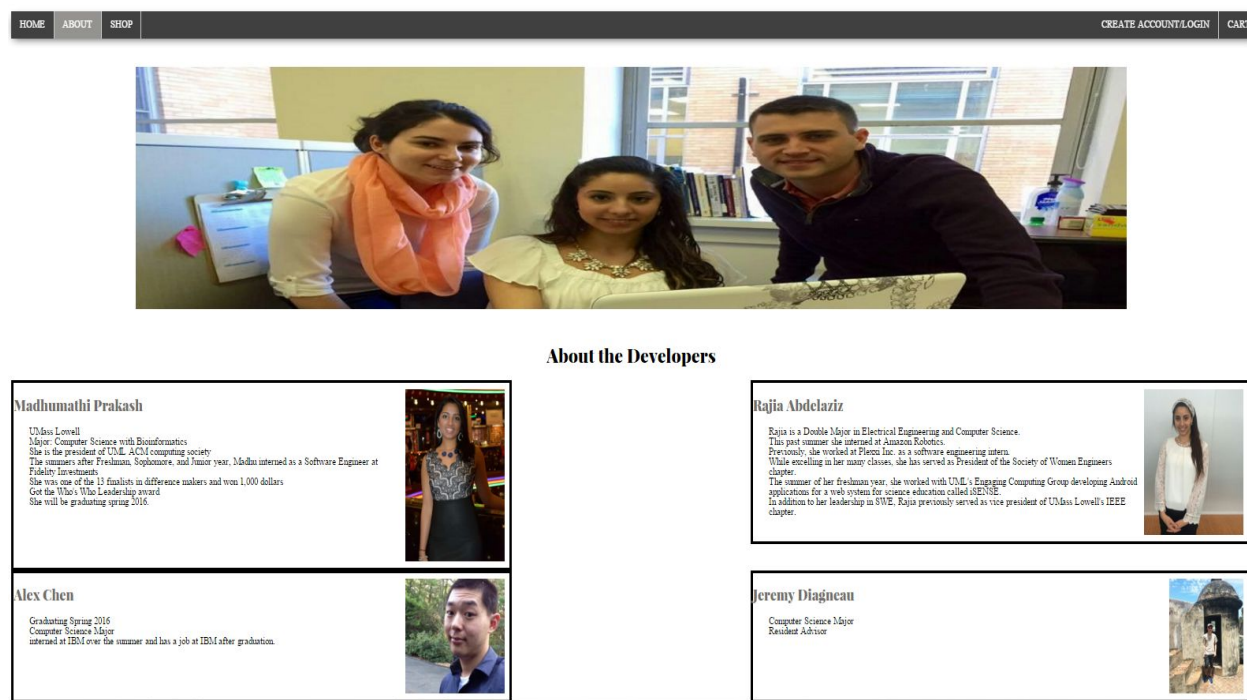 HOME ABOUT SHOP CREATE ACCOUNT/LOGIN CART
About the Developers
Madhumathi Prakash
UMass Lowell
Major: Computer Science with Bioinformatics
She is the president of UML ACM computing society
The summers after Freshman, Sophomore, and Junior year, Madhu interned as a Software Engineer at
Fidelity Investments
She was one of the 13 finalists in difference makers and won 1,000 dollars
Got the Who's Who Leadership award
She will be graduating spring 2016.
Rajia Abdelaziz
Rajia is a Double Major in Electrical Engineering and Computer Science.
This past summer she interned at Amazon Robotics.
Previously, she worked at Plexxi Inc. as a software engineering intern.
While excelling in her many classes, she has served as President of the Society of Women Engineers
chapter.
The summer of her freshman year, she worked with UML's Engaging Computing Group developing Android
applications for a web system for science education called iSENSE.
In addition to her leadership in SWE, Rajia previously served as vice president of UMass Lowell's IEEE
chapter.
Alex Chen
Graduating Spring 2016
Computer Science Major
interned at IBM over the summer and has a job at IBM after graduation.
Jeremy Diagneau
Computer Science Major
Resident Advisor